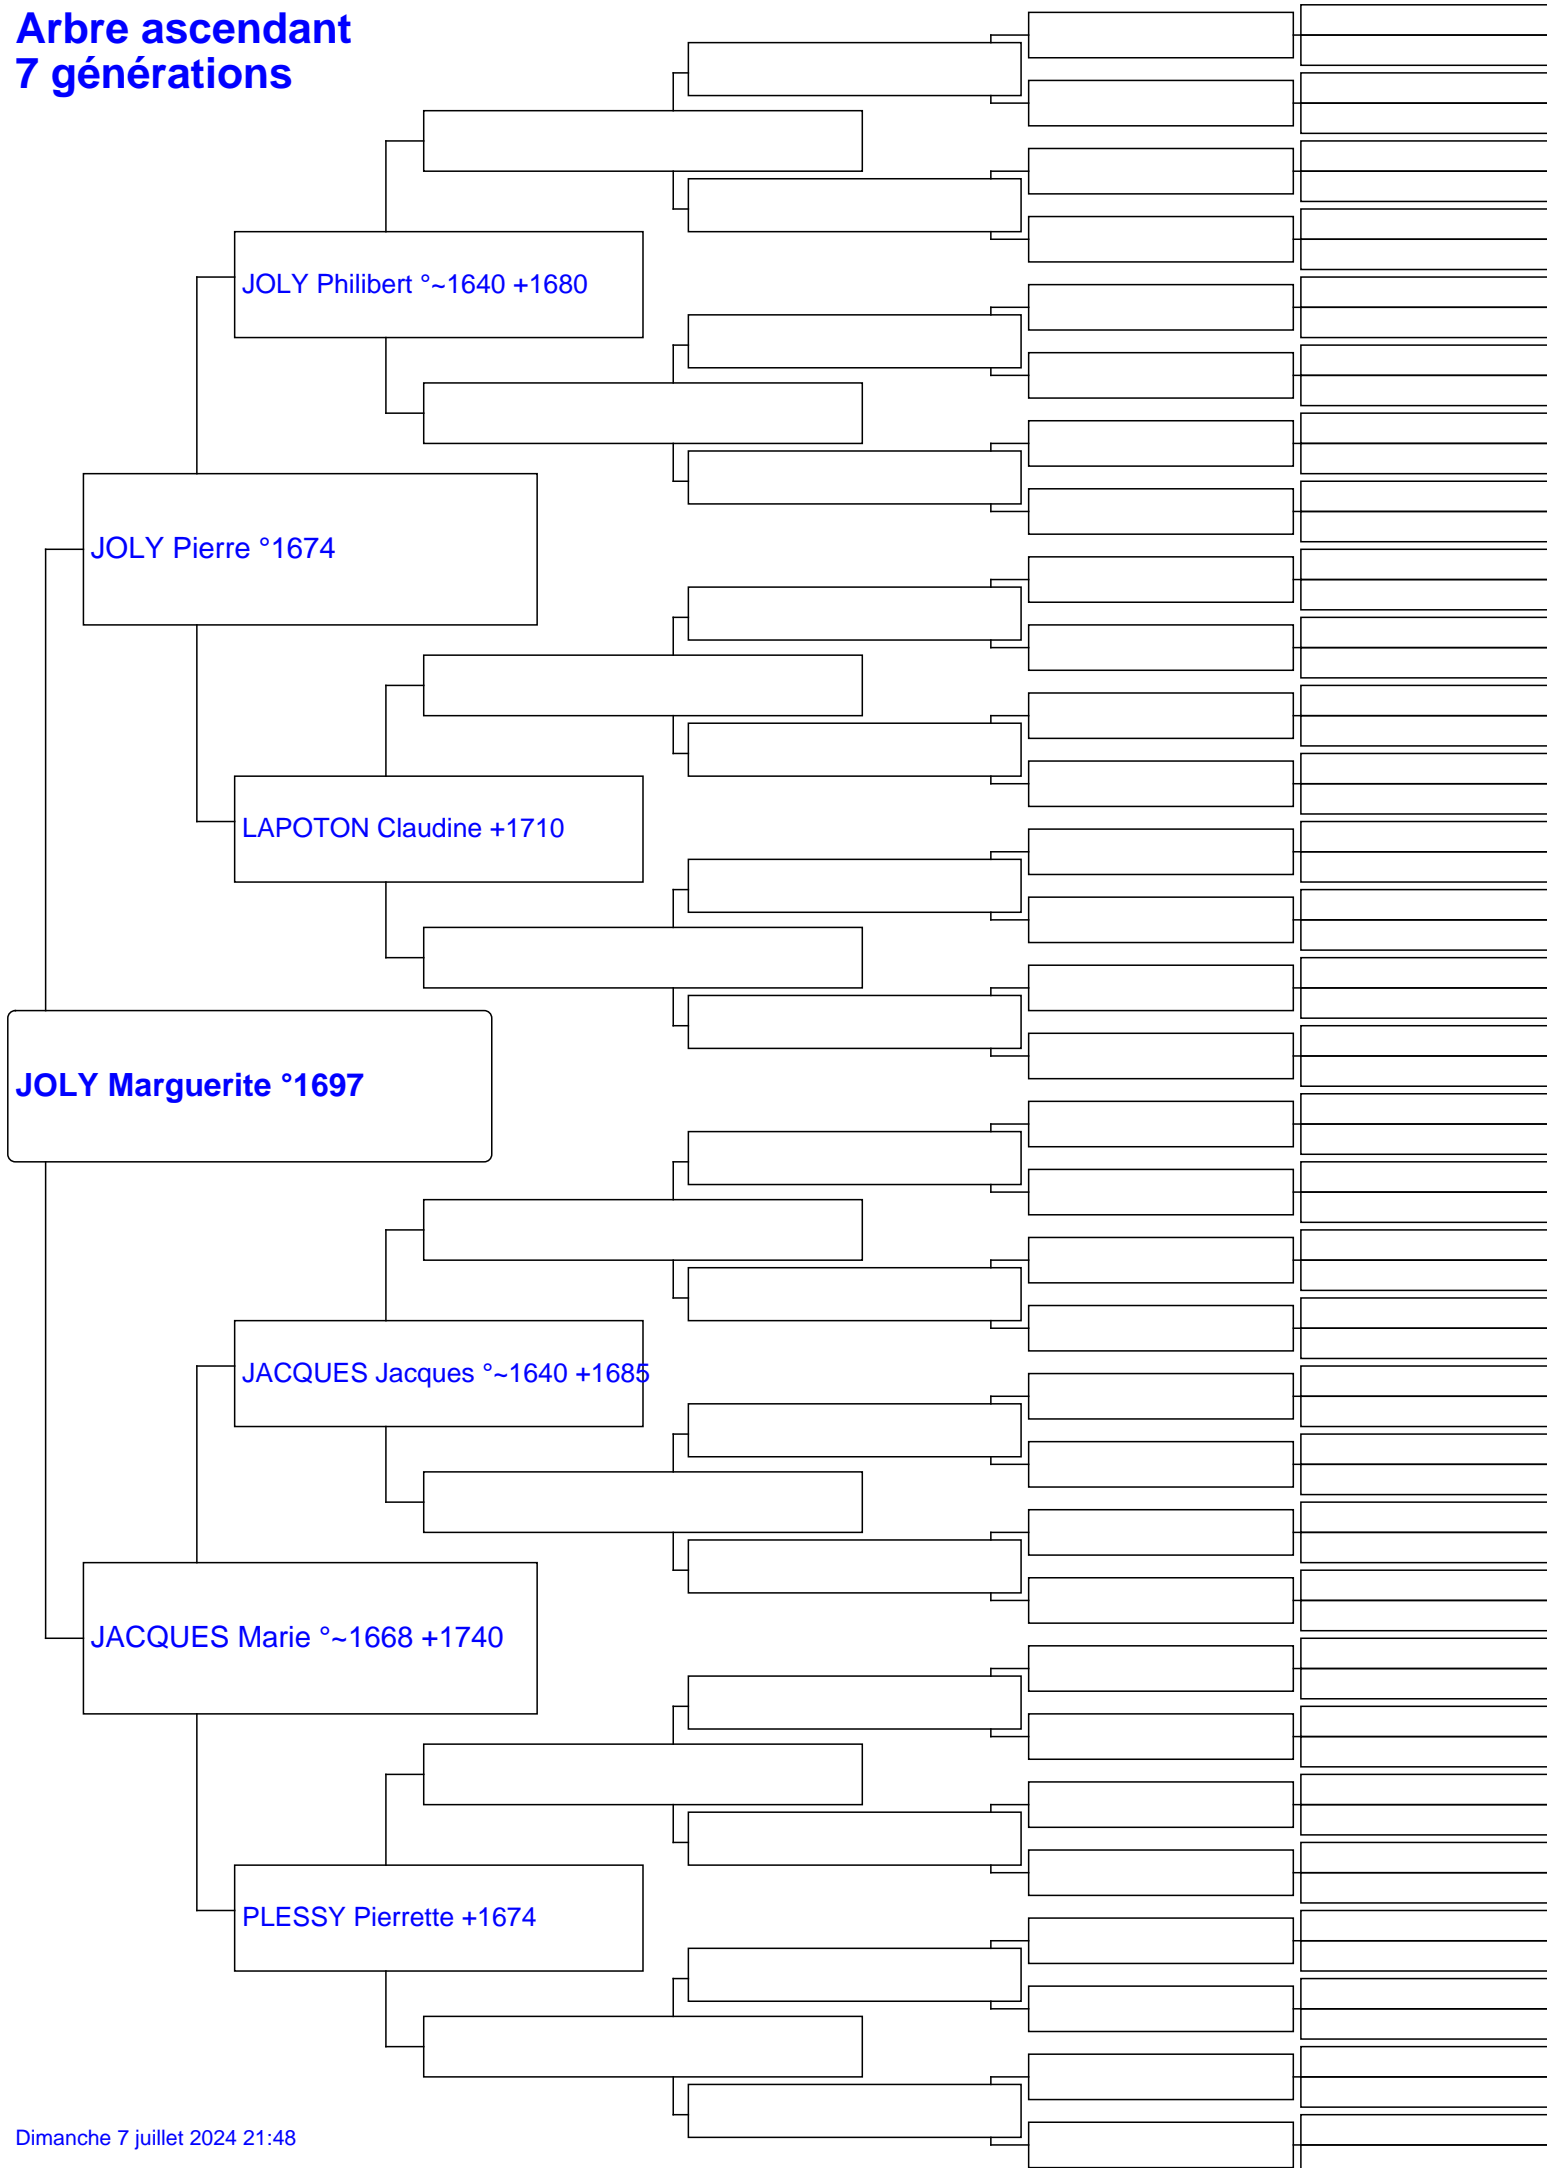 Arbre ascendant
7 générations
JOLY Philibert °~1640 +1680
JOLY Pierre °1674
LAPOTON Claudine +1710
JOLY Marguerite °1697
JACQUES Jacques °~1640 +1685
JACQUES Marie °~1668 +1740
PLESSY Pierrette +1674
Dimanche 7 juillet 2024 21:48